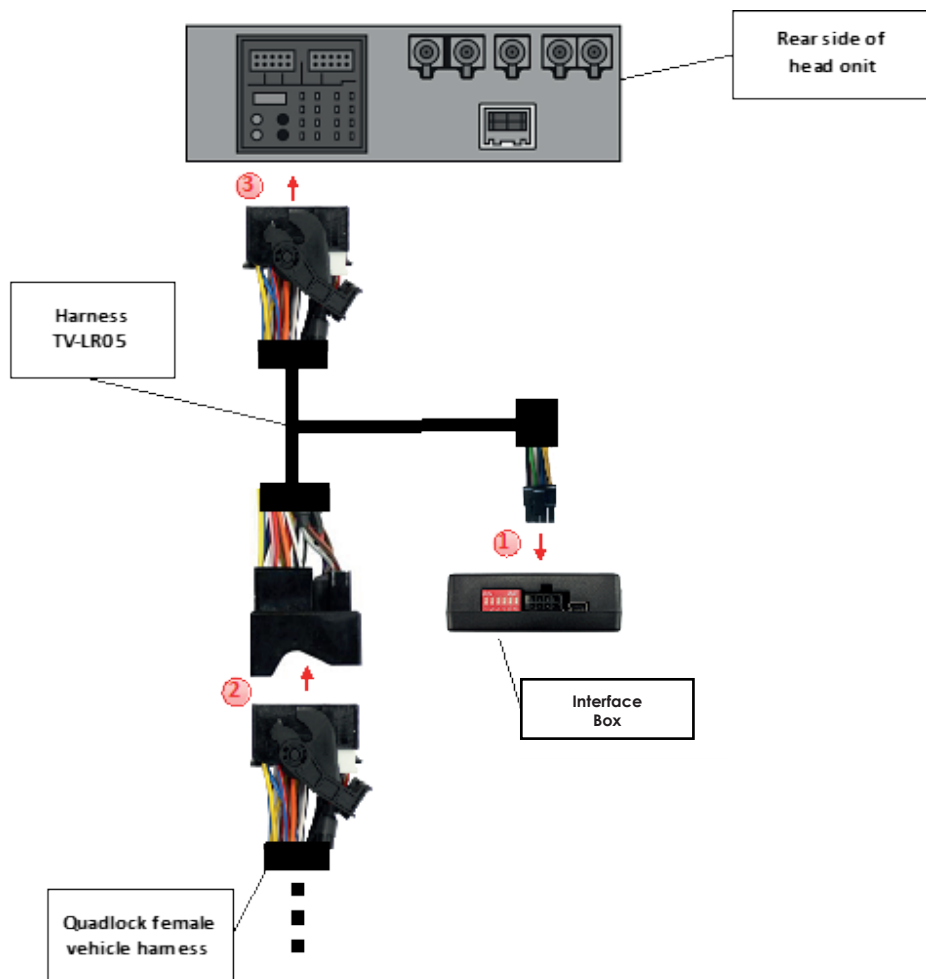 Rear side of
head onit
3
Harness
TV-LR05
1
2
Interface
Box
Quadlock female
vehicle harness